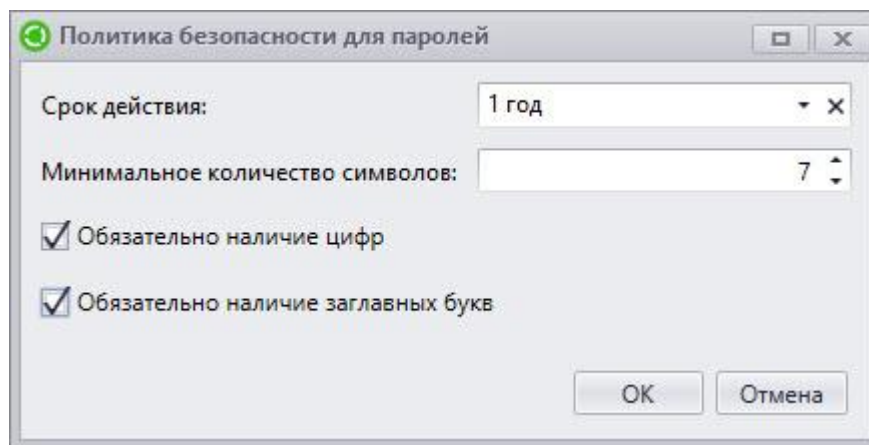 Политика безопасности для паролей
Срок действия: 1 год
Минимальное количество символов: 7
Обязательно наличие цифр
Обязательно наличие заглавных букв
ОК Отмена